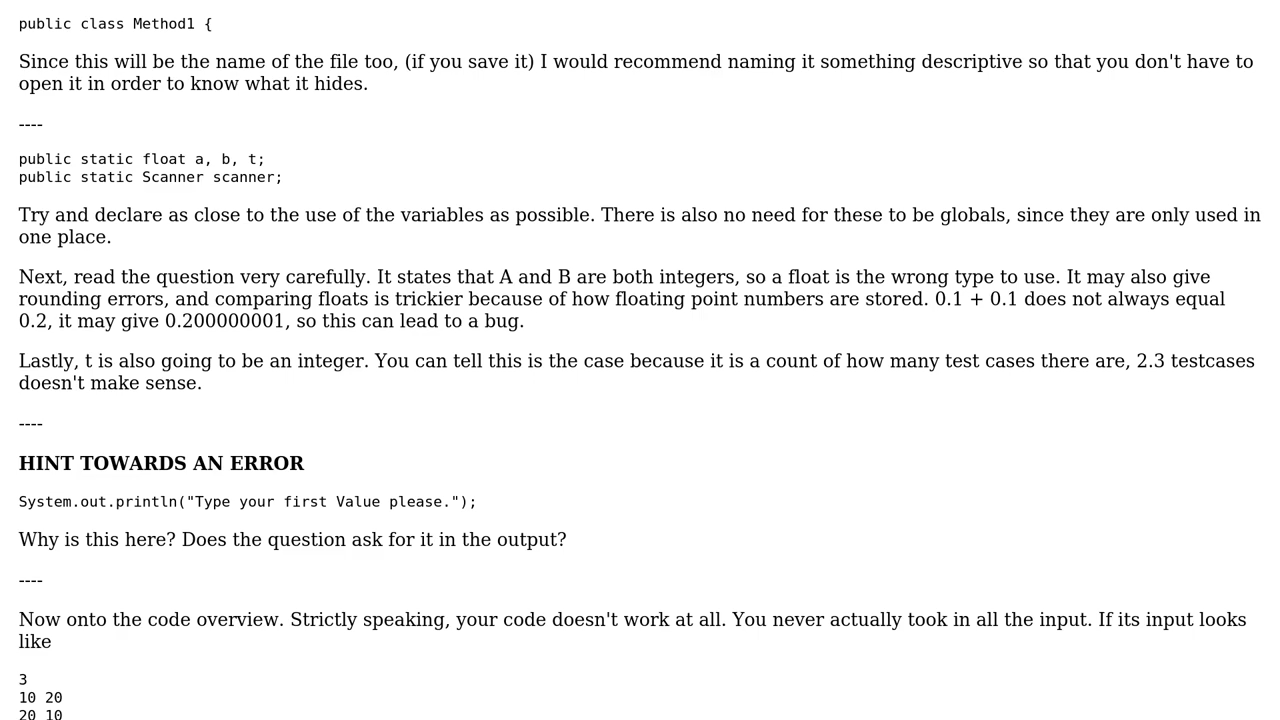 public class Method1 {
Since this will be the name of the file too, (if you save it) I would recommend naming it something descriptive so that you don't have to
open it in order to know what it hides.
----
public static float a, b, t;
public static Scanner scanner;
Try and declare as close to the use of the variables as possible. There is also no need for these to be globals, since they are only used in
one place.
Next, read the question very carefully. It states that A and B are both integers, so a float is the wrong type to use. It may also give
rounding errors, and comparing floats is trickier because of how floating point numbers are stored. 0.1 + 0.1 does not always equal
0.2, it may give 0.200000001, so this can lead to a bug.
Lastly, t is also going to be an integer. You can tell this is the case because it is a count of how many test cases there are, 2.3 testcases
doesn't make sense.
----
HINT TOWARDS AN ERROR
System.out.println("Type your first Value please.");
Why is this here? Does the question ask for it in the output?
----
Now onto the code overview. Strictly speaking, your code doesn't work at all. You never actually took in all the input. If its input looks
like
3
10 20
20 10